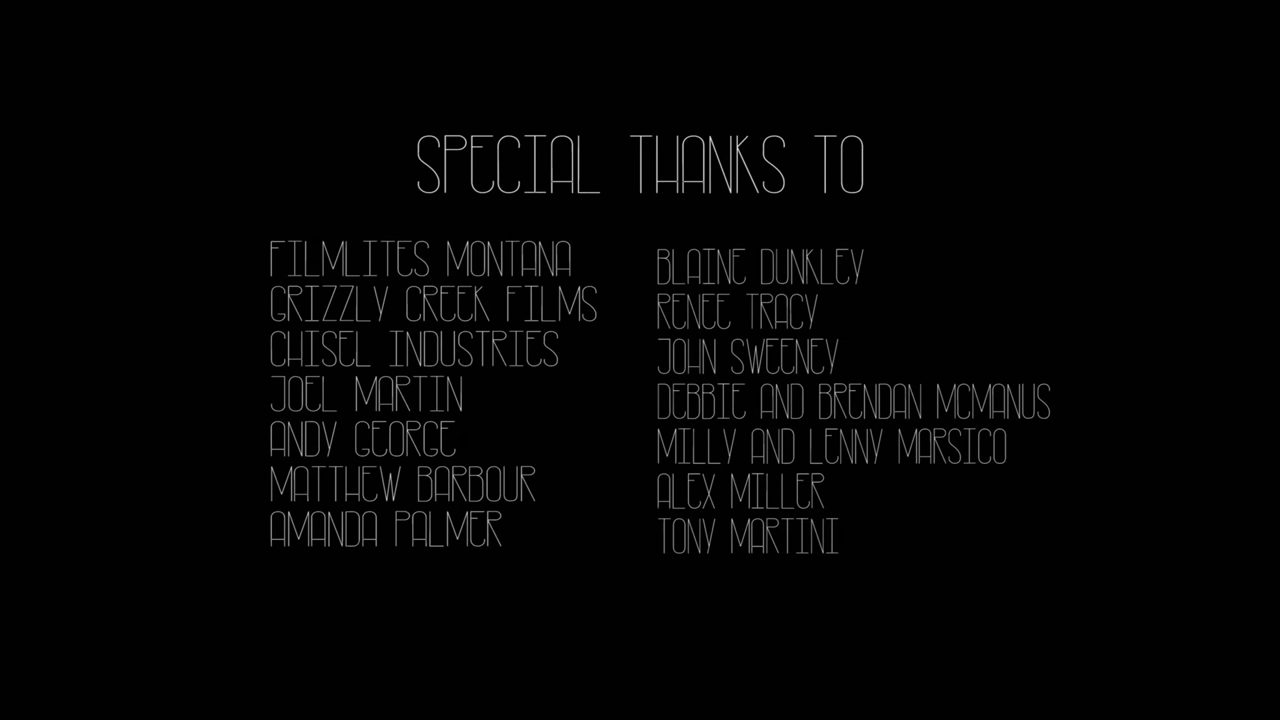 SPECIAL THANKS TO
FILMLITES MONTANA
GRIZZLY CREEK FILMS
CHISEL INDUSTRIES
JOEL MARTIN
ANDY GEORGE
MATTHEW BARBOUR
AMANDA PALMER
BLAINE DUNKLEY
RENEE TRACY
JOHN SWEENEY
DEBBIE AND BRENDAN MCMANUS
MILLY AND LENNY MARSICO
ALEX MILLER
TONY MARTINI